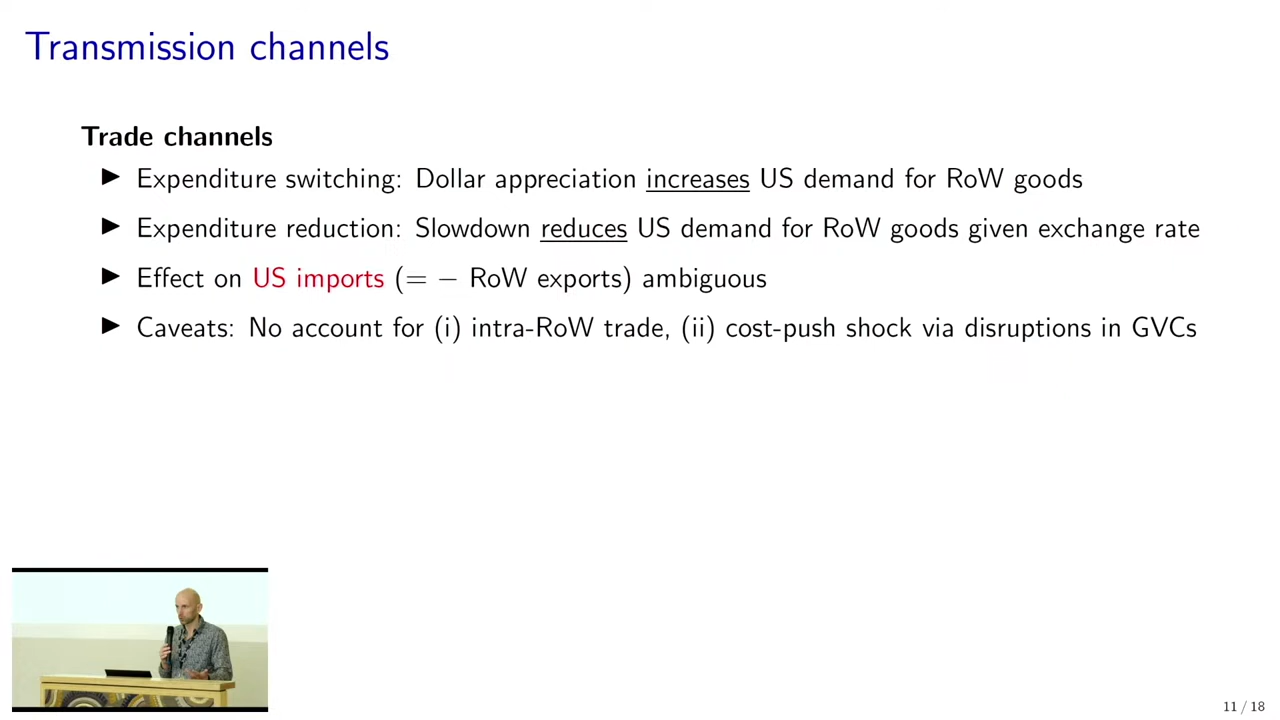 Transmission channels
Trade channels
▶ Expenditure switching: Dollar appreciation increases US demand for RoW goods
▶ Expenditure reduction: Slowdown reduces US demand for RoW goods given exchange rate
▶ Effect on US imports (= − RoW exports) ambiguous
▶ Caveats: No account for (i) intra-RoW trade, (ii) cost-push shock via disruptions in GVCs
11 / 18